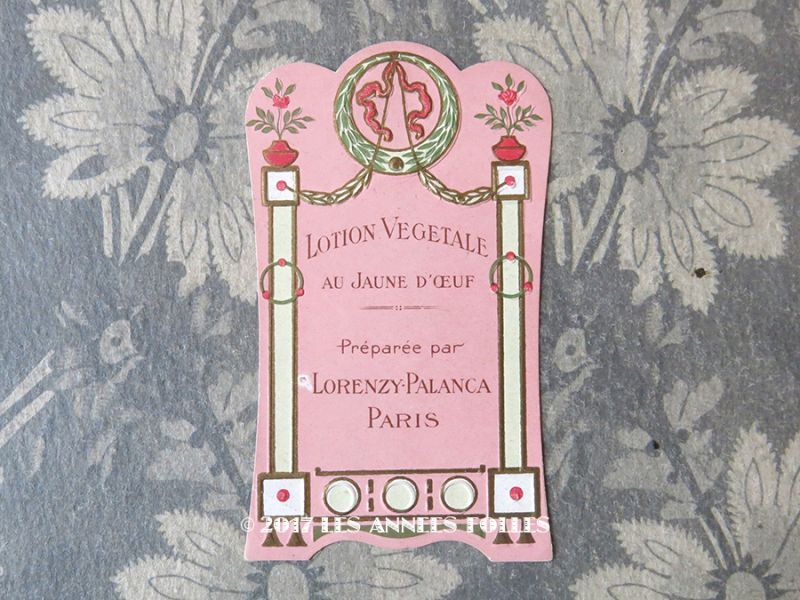 LOTION VEGETALE
AU JAUNE D'ŒUF
Préparée par
LORENZY-PALANCA
PARIS
© 2017 LES ANNEES FOLLES